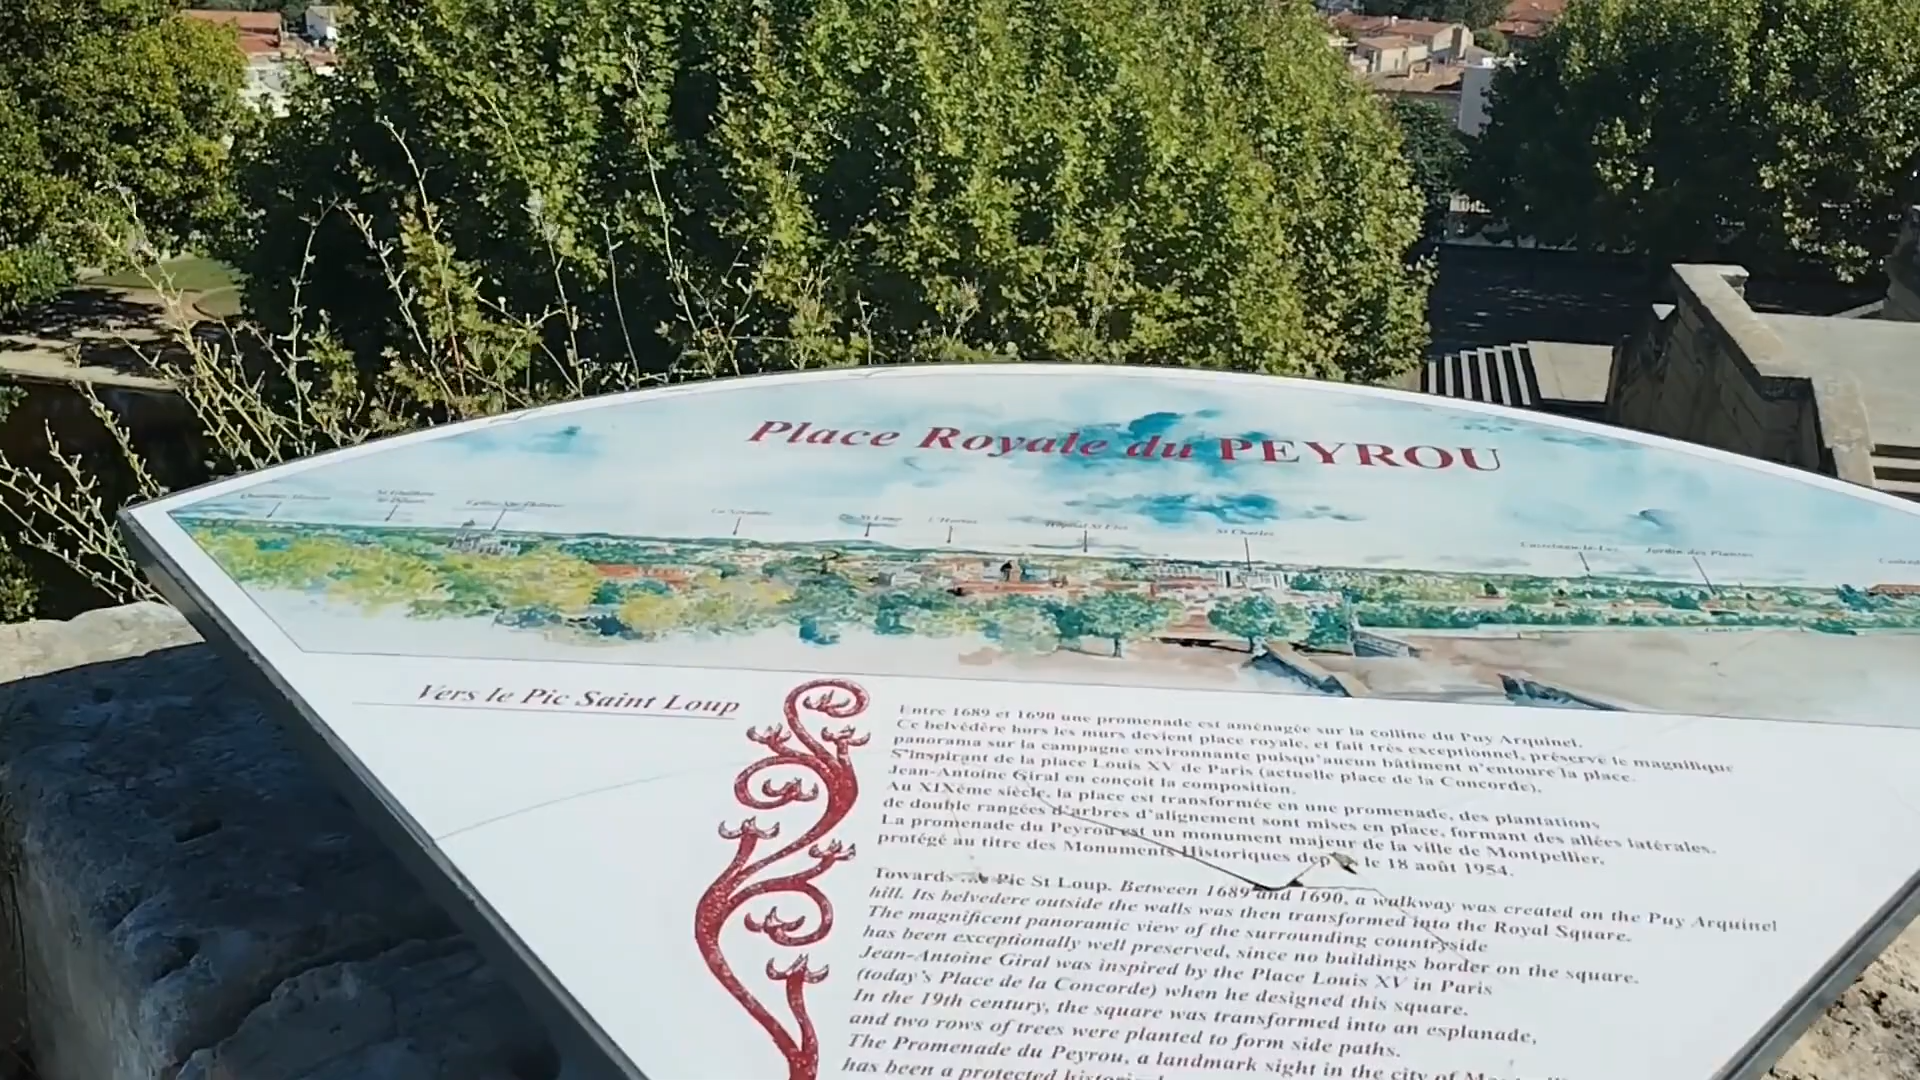 Place Royale du PEYROU
St Guilhem
le Désert
St Charles
Jardin des Plantes
Vers le Pic Saint Loup
Entre 1689 et 1690 une promenade est aménagée sur la colline du Puy Arquinel.
Ce belvédère hors les murs devient place royale, et fait très exceptionnel, préserve le magnifique
panorama sur la campagne environnante puisqu'aucun bâtiment n'entoure la place.
S'inspirant de la place Louis XV de Paris (actuelle place de la Concorde),
Jean-Antoine Giral en conçoit la composition.
Au XIXéme siècle, la place est transformée en une promenade, des plantations
de double rangées d'arbres d'alignement sont mises en place, formant des allées latérales.
La promenade du Peyrou est un monument majeur de la ville de Montpellier,
protégé au titre des Monuments Historiques dep le 18 août 1954.
Towards Pic St Loup. Between 1689 and 1690, a walkway was created on the Puy Arquinel
hill. Its belvedere outside the walls was then transformed into the Royal Square.
The magnificent panoramic view of the surrounding countryside
has been exceptionally well preserved, since no buildings border on the square.
Jean-Antoine Giral was inspired by the Place Louis XV in Paris
(today's Place de la Concorde) when he designed this square.
In the 19th century, the square was transformed into an esplanade,
and two rows of trees were planted to form side paths.
The Promenade du Peyrou, a landmark sight in the city of
has been a protected